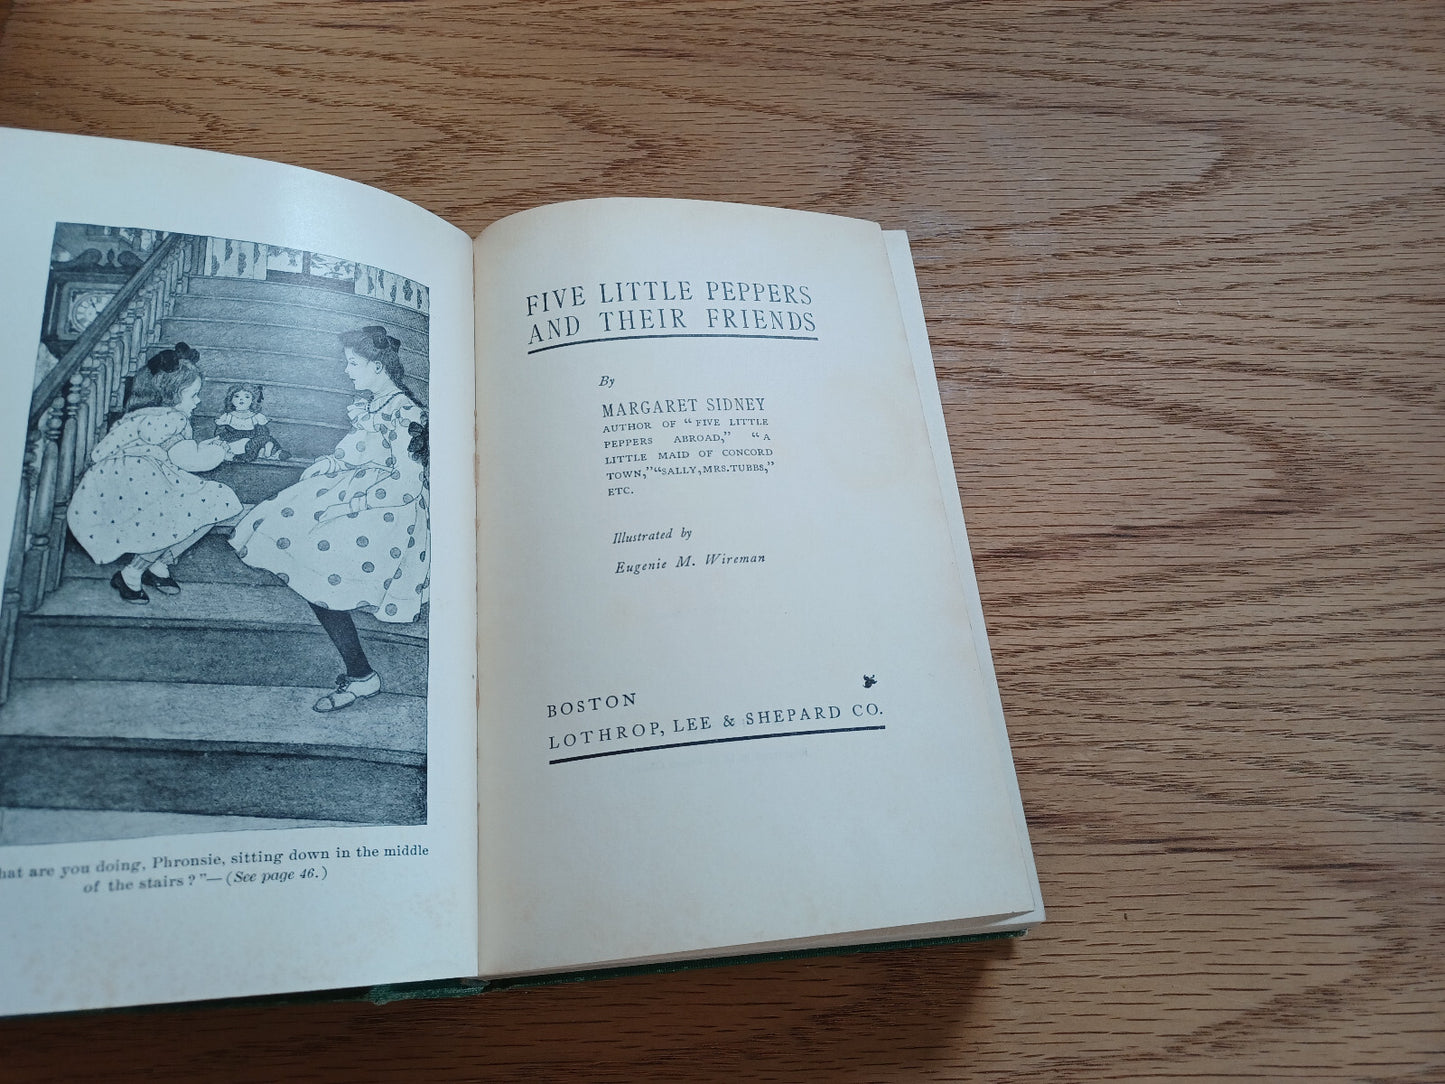 are you doing, Phronsie, sitting down in the middle
of the stairs?"—(See page 46.)
FIVE LITTLE PEPPERS
AND THEIR FRIENDS
By
MARGARET SIDNEY
AUTHOR OF "FIVE LITTLE
PEPPERS ABROAD," "A
LITTLE MAID OF CONCORD
TOWN,""SALLY, MRS. TUBBS,"
ETC.
Illustrated by
Eugenie M. Wireman
BOSTON
LOTHROP, LEE & SHEPARD CO.